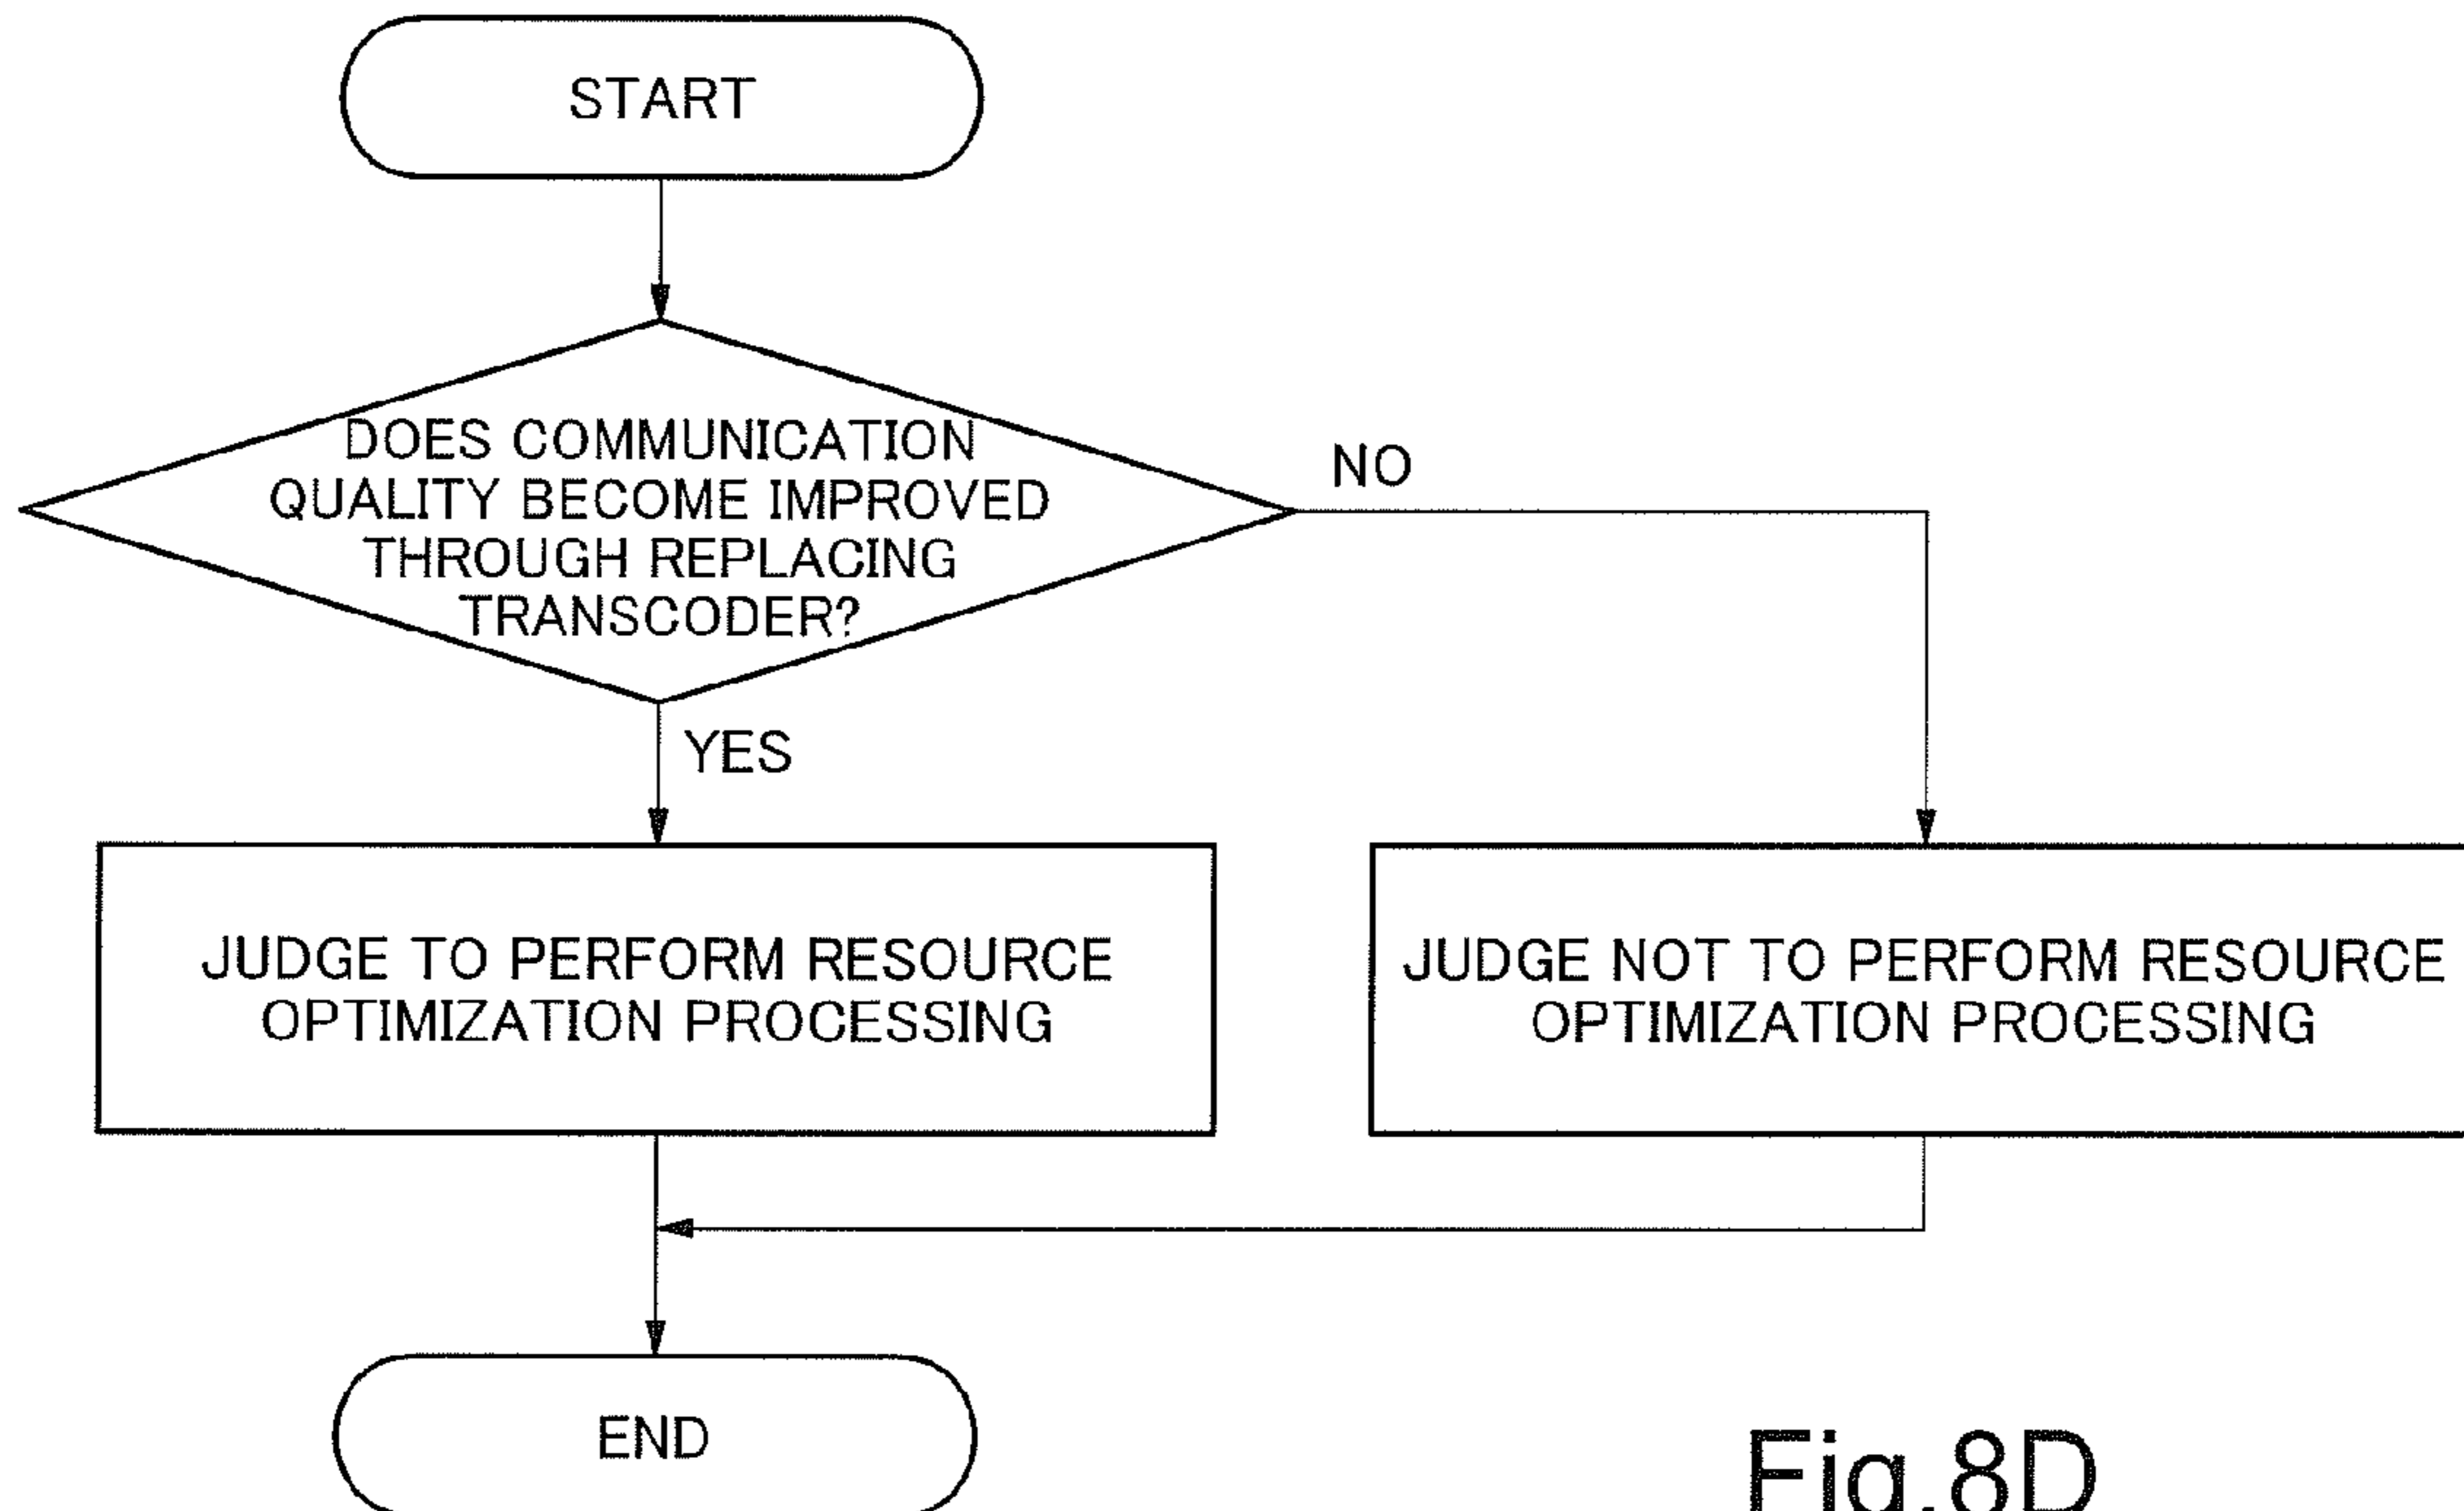 START
DOES COMMUNICATION
QUALITY BECOME IMPROVED
THROUGH REPLACING
TRANSCODER?
NO
YES
JUDGE TO PERFORM RESOURCE
OPTIMIZATION PROCESSING
JUDGE NOT TO PERFORM RESOURCE
OPTIMIZATION PROCESSING
END
Fig.8D